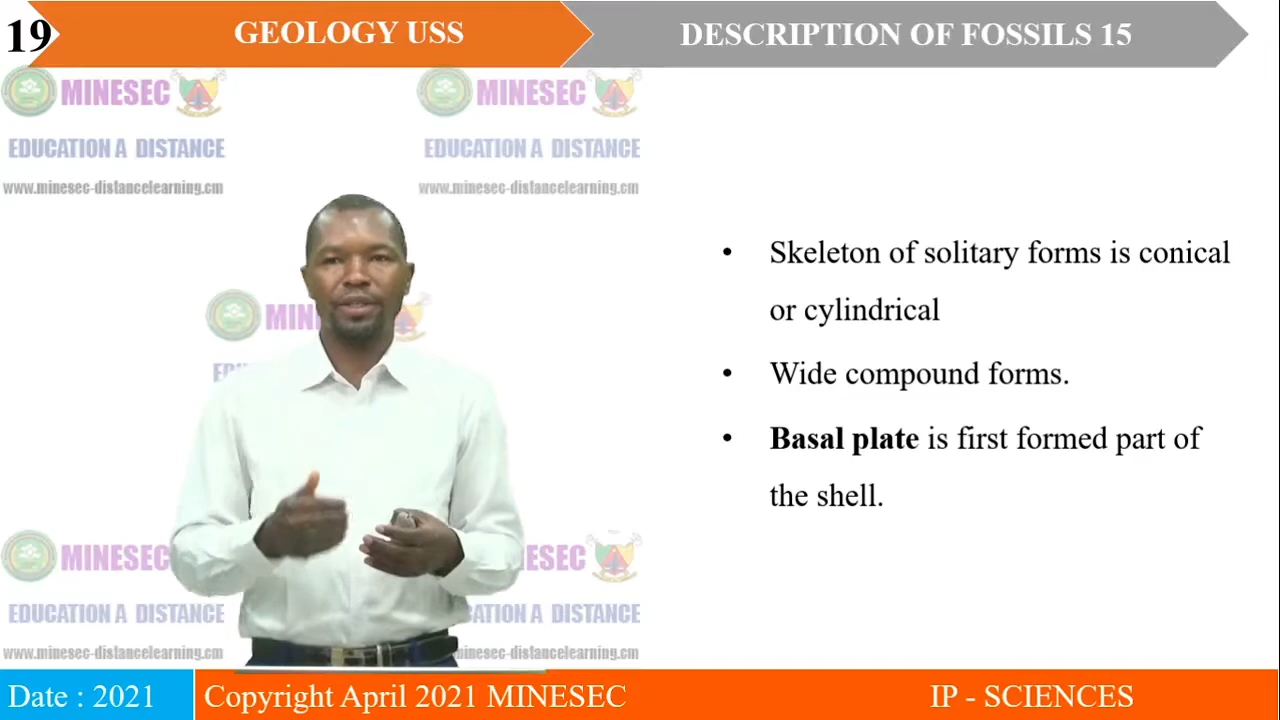 19
GEOLOGY USS
DESCRIPTION OF FOSSILS 15
MINESEC
MINESEC
EDUCATION A DISTANCE
EDUCATION A DISTANCE
www.minesec-distancelearning.cm
www.minesec-distancelearning.cm
• Skeleton of solitary forms is conical
or cylindrical
• Wide compound forms.
• Basal plate is first formed part of
the shell.
MIN
MINESEC
ESEC
EDUCATION A DISTANCE
CATION A DISTANCE
www.minesec-distancelearning.cm
minesec-distancelearning.cm
Date : 2021
Copyright April 2021 MINESEC
IP - SCIENCES